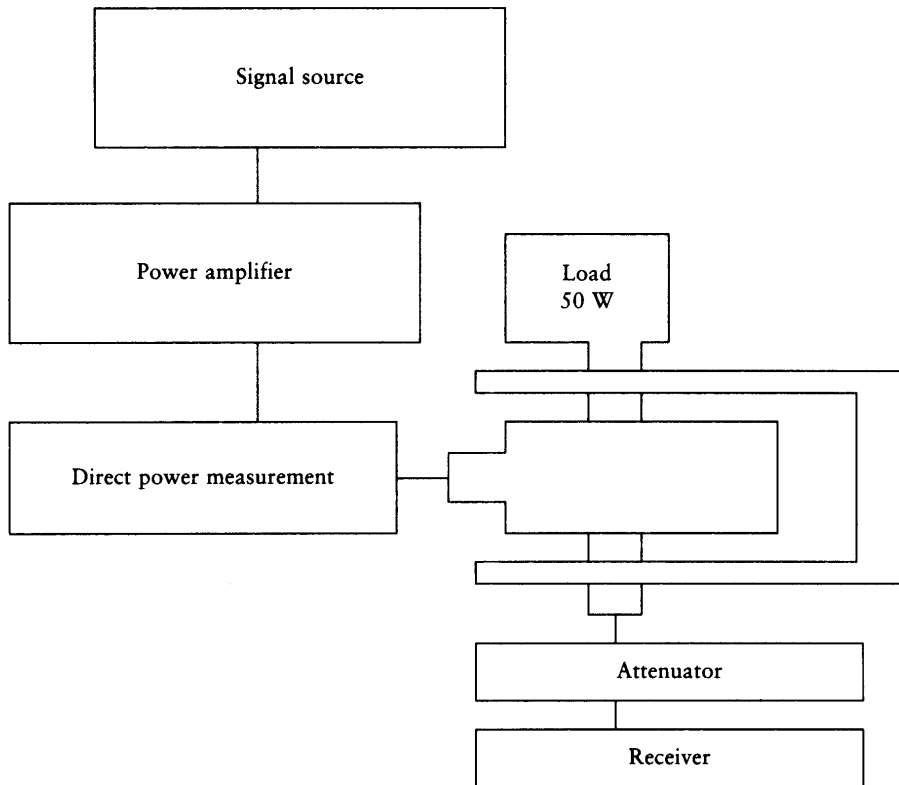 Signal source
Power amplifier
Load
50 W
Direct power measurement
Attenuator
Receiver